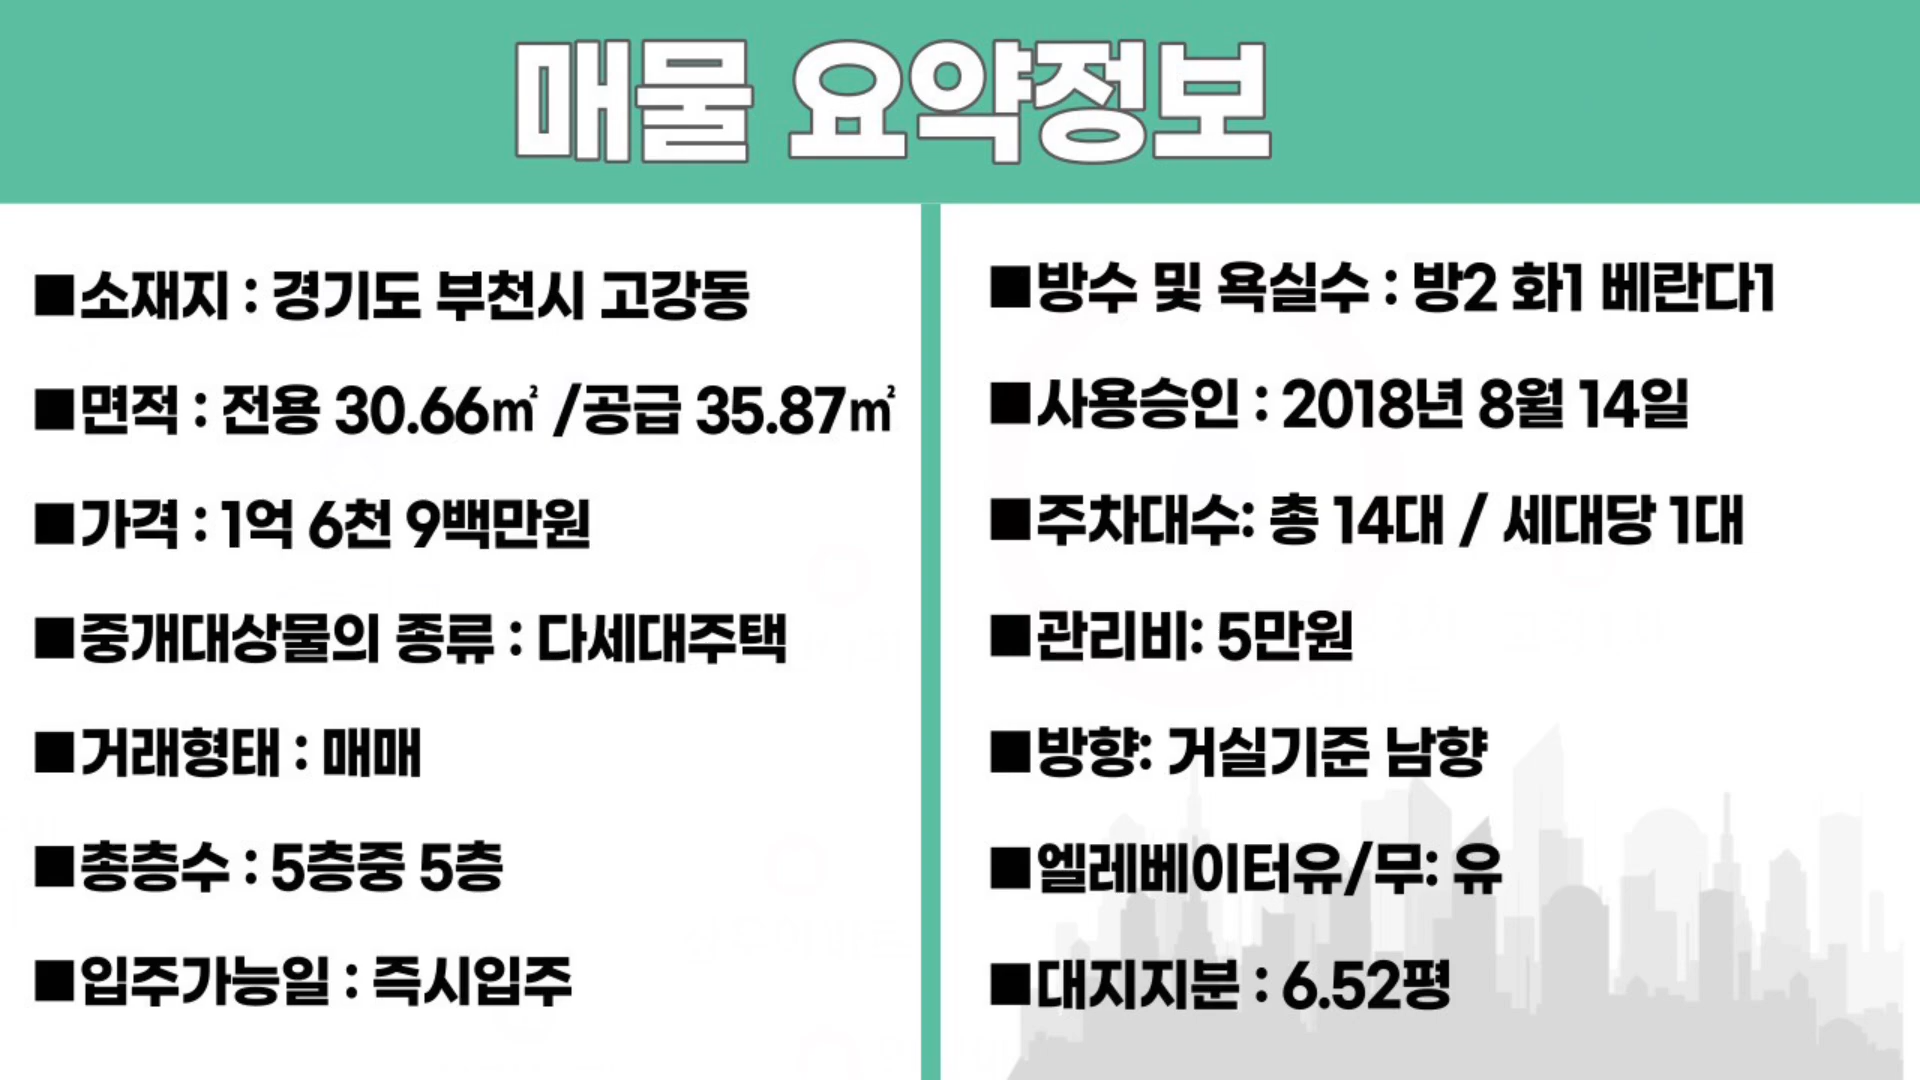 매물 요약정보
■소재지 : 경기도 부천시 고강동
■면적 : 전용 30.66㎡ /공급 35.87㎡
■가격 : 1억 6천 9백만원
■중개대상물의 종류 : 다세대주택
■거래형태 : 매매
■총층수 : 5층중 5층
■입주가능일 : 즉시입주
■방수 및 욕실수 : 방2 화1 베란다1
■사용승인 : 2018년 8월 14일
■주차대수: 총 14대 / 세대당 1대
■관리비: 5만원
■방향: 거실기준 남향
■엘레베이터유/무: 유
■대지지분 : 6.52평